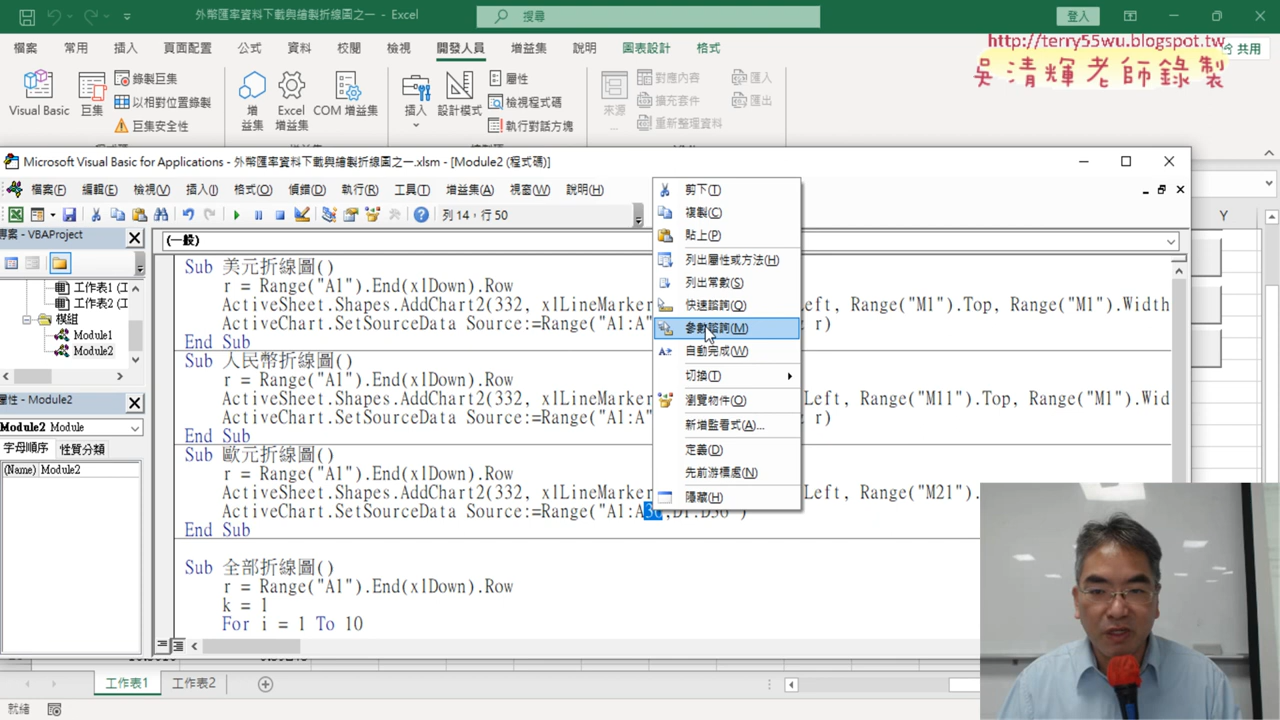 外幣匯率資料下載與繪製折線圖之一 - Excel
搜尋
登入
檔案 常用 插入 頁面配置 公式 資料 校閱 檢視 開發人員 增益集 說明 圖表設計 格式
共用
http://terry55wu.blogspot.tw
吳清輝老師錄製
Visual Basic
巨集
錄製巨集
以相對位置錄製
巨集安全性
增益集
Excel 增益集
COM 增益集
插入
設計模式
屬性
檢視程式碼
執行對話方塊
來源
對應內容
擴充套件
重新整理資料
匯入
匯出
Microsoft Visual Basic for Applications - 外幣匯率資料下載與繪製折線圖之一.xlsm - [Module2 (程式碼)]
檔案(F) 編輯(E) 檢視(V) 插入(I) 格式(O) 偵錯(D) 執行(R) 工具(T) 增益集(A) 視窗(W) 說明(H)
列 14，行 50
專案 - VBAProject
工作表1 (工
工作表2 (工
模組
Module1
Module2
屬性 - Module2
Module2 Module
字母順序 性質分類
(Name) Module2
(一般)
Sub 美元折線圖()
r = Range("A1").End(xlDown).Row
ActiveSheet.Shapes.AddChart2(332, xlLineMarker
Left, Range("M1").Top, Range("M1").Width
ActiveChart.SetSourceData Source:=Range("A1:A"
r)
End Sub
Sub 人民幣折線圖()
r = Range("A1").End(xlDown).Row
ActiveSheet.Shapes.AddChart2(332, xlLineMarker
Left, Range("M11").Top, Range("M1").Wid
ActiveChart.SetSourceData Source:=Range("A1:A"
r)
End Sub
Sub 歐元折線圖()
r = Range("A1").End(xlDown).Row
ActiveSheet.Shapes.AddChart2(332, xlLineMarker
Left, Range("M21").
ActiveChart.SetSourceData Source:=Range("A1:A36,D1:D36")
End Sub
Sub 全部折線圖()
r = Range("A1").End(xlDown).Row
k = 1
For i = 1 To 10
剪下(T)
複製(C)
貼上(P)
列出屬性或方法(H)
列出常數(S)
快速諮詢(Q)
參數諮詢(M)
自動完成(W)
切換(T)
瀏覽物件(O)
新增監看式(A)...
定義(D)
先前游標處(N)
隱藏(H)
Y
工作表1 工作表2
就緒